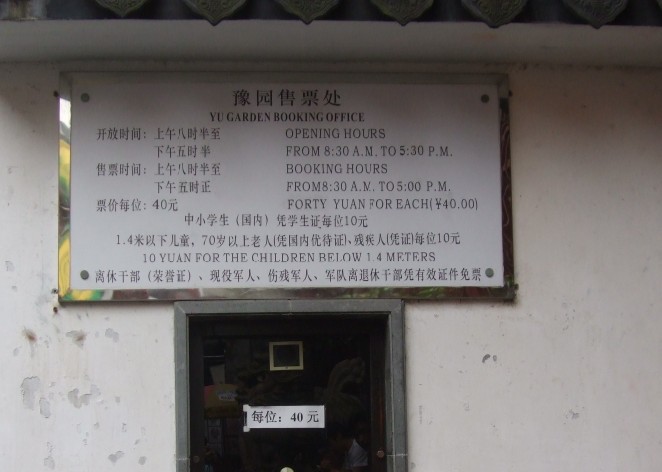 豫园售票处
YU GARDEN BOOKING OFFICE
开放时间：上午八时半至 OPENING HOURS
下午五时半 FROM 8:30 A.M. TO 5:30 P.M.
售票时间：上午八时半至 BOOKING HOURS
下午五时正 FROM8:30 A.M. TO 5:00 P.M.
票价每位：40元 FORTY YUAN FOR EACH(¥40.00)
中小学生（国内）凭学生证每位10元
1.4米以下儿童，70岁以上老人(凭国内优待证)、残疾人(凭证)每位10元
10 YUAN FOR THE CHILDREN BELOW 1.4 METERS
离休干部（荣誉证）、现役军人、伤残军人、军队离退休干部凭有效证件免票
每位：40 元